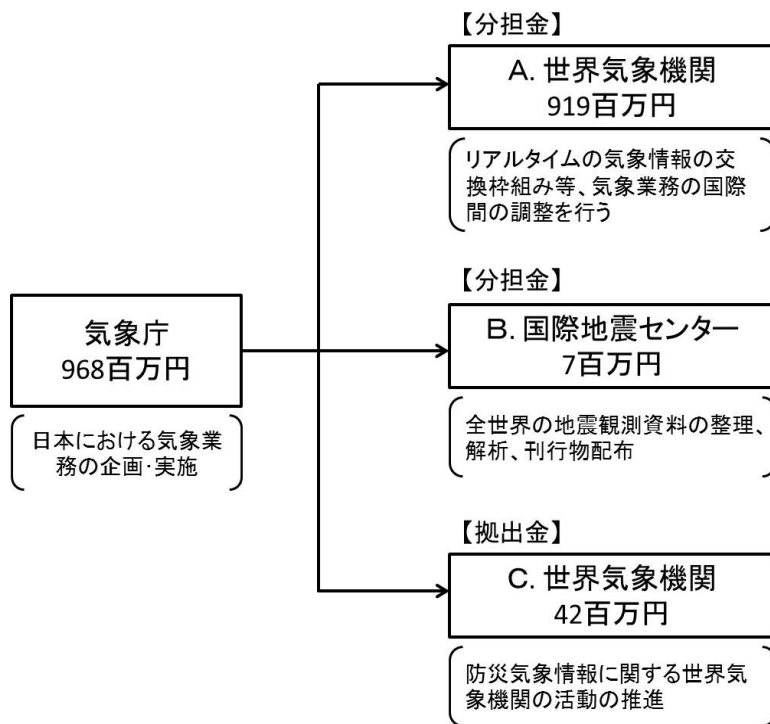 【分担金】
A. 世界気象機関
919百万円
リアルタイムの気象情報の交
換枠組み等、気象業務の国際
間の調整を行う
【分担金】
B. 国際地震センター
7百万円
全世界の地震観測資料の整理、
解析、刊行物配布
気象庁
968百万円
日本における気象業
務の企画・実施
【拠出金】
C. 世界気象機関
42百万円
防災気象情報に関する世界気
象機関の活動の推進